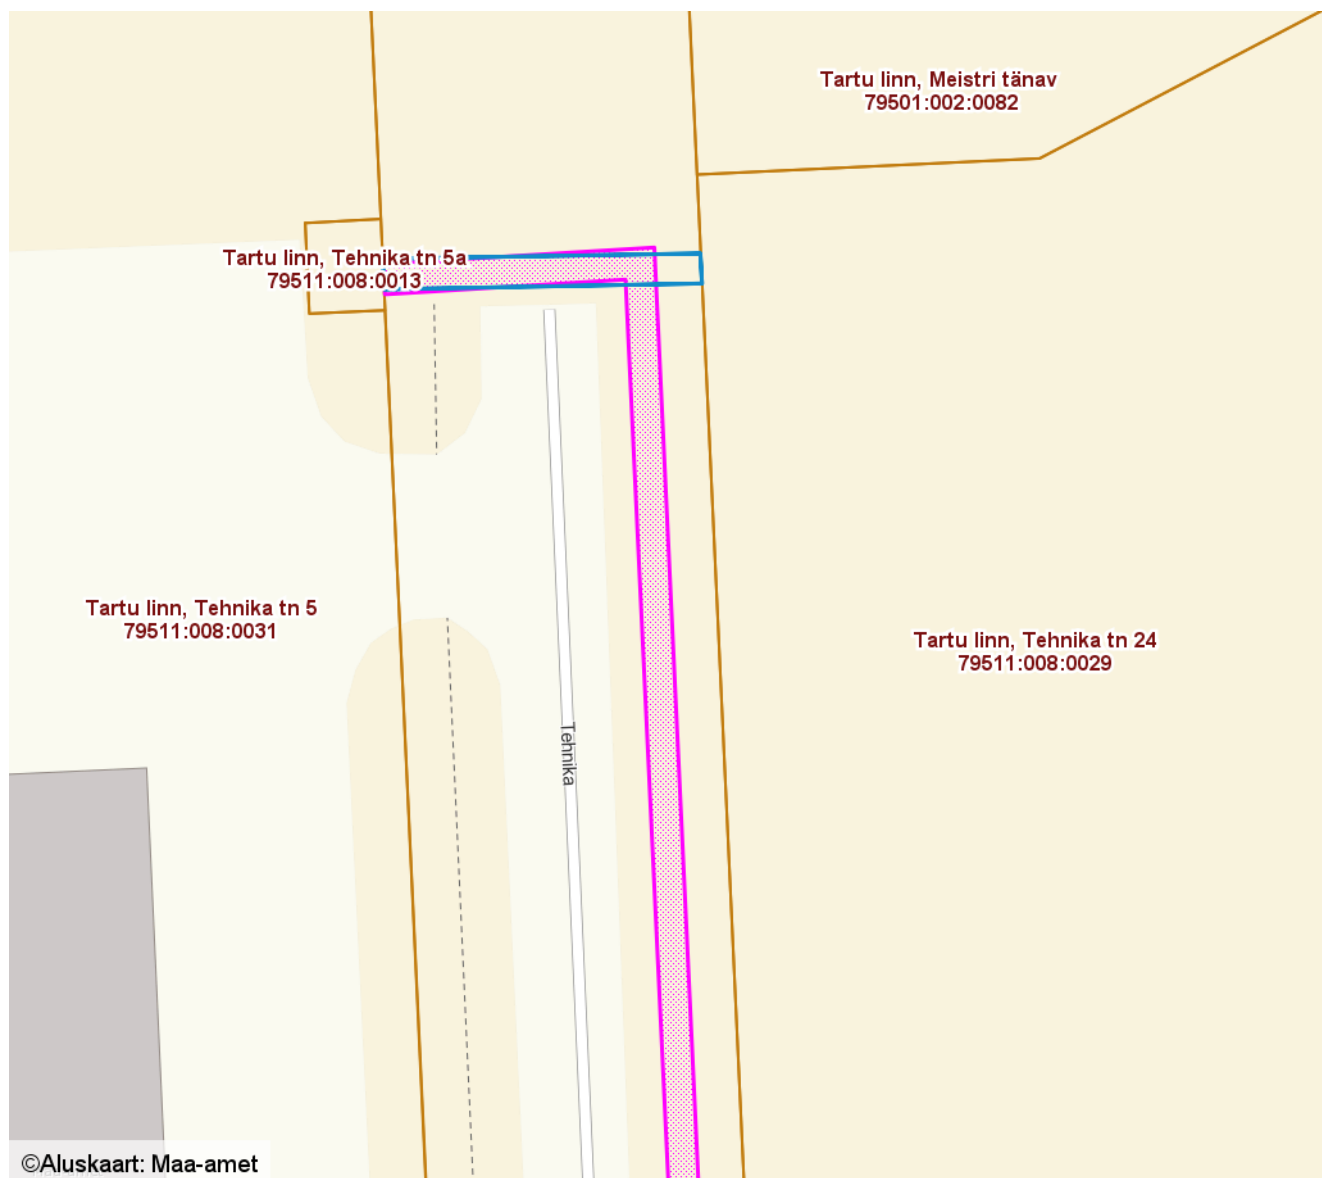 Tartu linn, Meistri tänav
79501:002:0082
Tartu linn, Tehnika tn 5a
79511:008:0013
Tartu linn, Tehnika tn 5
79511:008:0031
Tartu linn, Tehnika tn 24
79511:008:0029
Tehnika
©Aluskaart: Maa-amet